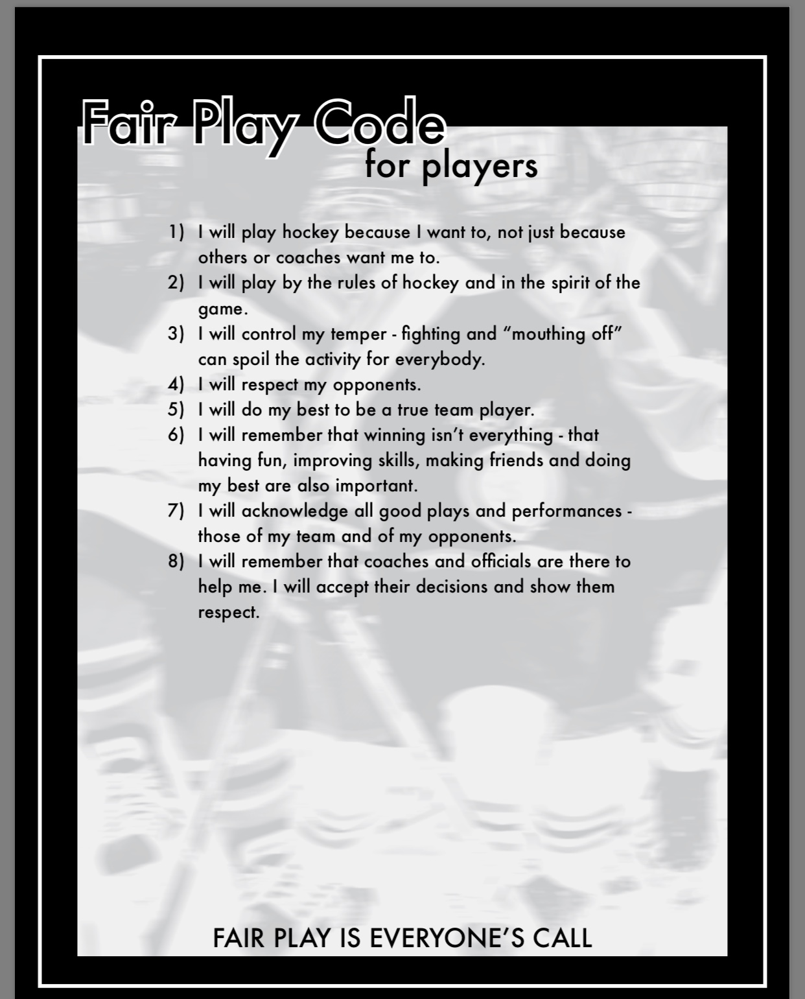 Fair Play Code
for players
1) I will play hockey because I want to, not just because
others or coaches want me to.
2) I will play by the rules of hockey and in the spirit of the
game.
3) I will control my temper - fighting and “mouthing off”
can spoil the activity for everybody.
4) I will respect my opponents.
5) I will do my best to be a true team player.
6) I will remember that winning isn’t everything - that
having fun, improving skills, making friends and doing
my best are also important.
7) I will acknowledge all good plays and performances -
those of my team and of my opponents.
8) I will remember that coaches and officials are there to
help me. I will accept their decisions and show them
respect.
FAIR PLAY IS EVERYONE’S CALL